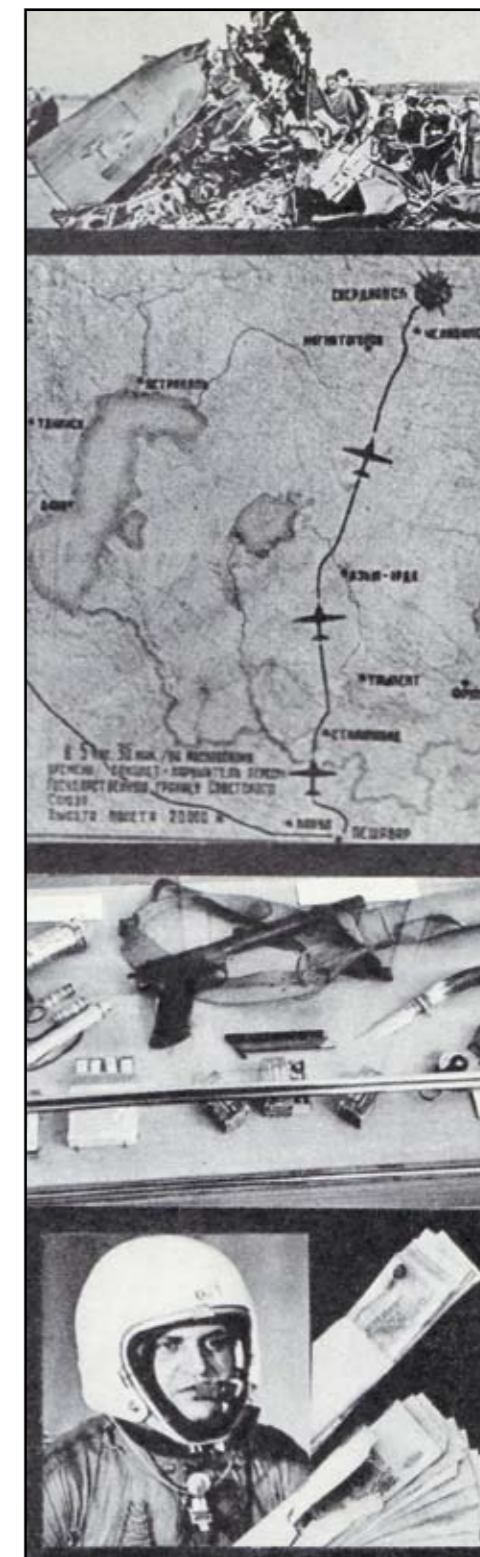 СВЕРДЛОВСК
ЧЕЛЯБИНСК
МАГНИТОГОРСК
АСТРАХАНЬ
ТБИЛИСИ
БАКУ
КЗЫЛ-ОРДА
ТАШКЕНТ
СТАЛИНАБАД
В 5 ЧАС. 36 МИН. /ПО МОСКОВСКОМУ
ВРЕМЕНИ/ САМОЛЕТ-НАРУШИТЕЛЬ ПЕРЕСЕК
ГОСУДАРСТВЕННУЮ ГРАНИЦУ СОВЕТСКОГО
СОЮЗА
ВЫСОТА ПОЛЕТА 20000 М
КАБУЛ
ПЕШАВАР